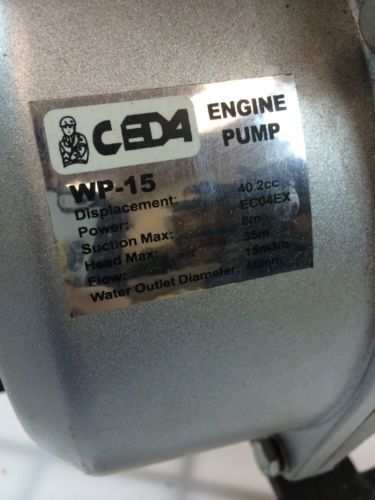 CEDA
ENGINE
PUMP
WP-15
Displacement: 40.2cc
Power: EC04EX
Suction Max: 8m
Head Max: 35m
Flow: 15m3/h
Water Outlet Diameter: 40mm